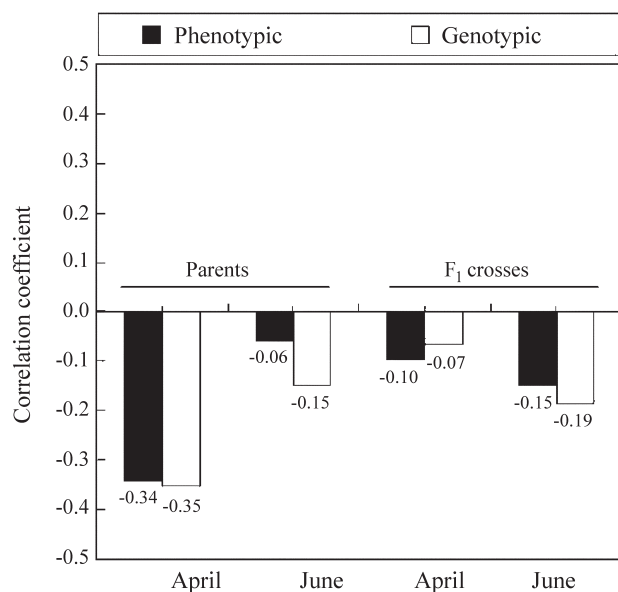 Phenotypic Genotypic
0.5
0.4
0.3
0.2
0.1
0.0
-0.1
-0.2
-0.3
-0.4
-0.5
Correlation coefficient
Parents F₁ crosses
-0.34 -0.35 -0.06 -0.15 -0.10 -0.07 -0.15 -0.19
April June April June